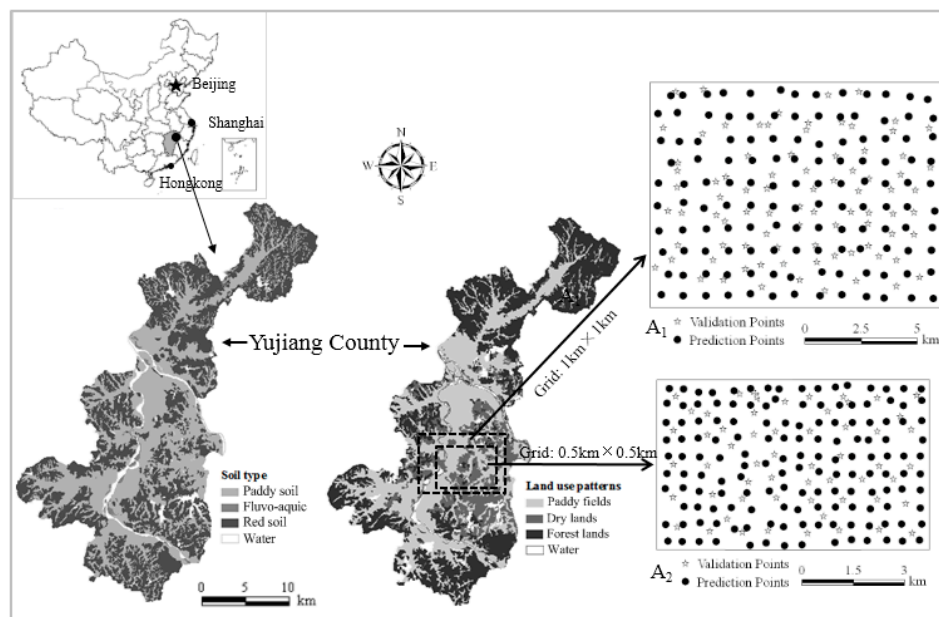 Beijing
Shanghai
Hongkong
N
W E
S
Yujiang County
A
Grid: 1km×1km
Grid: 0.5km×0.5km
Soil type
Paddy soil
Fluvo-aquic
Red soil
Water
0 5 10
km
Land use patterns
Paddy fields
Dry lands
Forest lands
Water
A₁
Validation Points
Prediction Points
0 2.5 5
km
A₂
Validation Points
Prediction Points
0 1.5 3
km